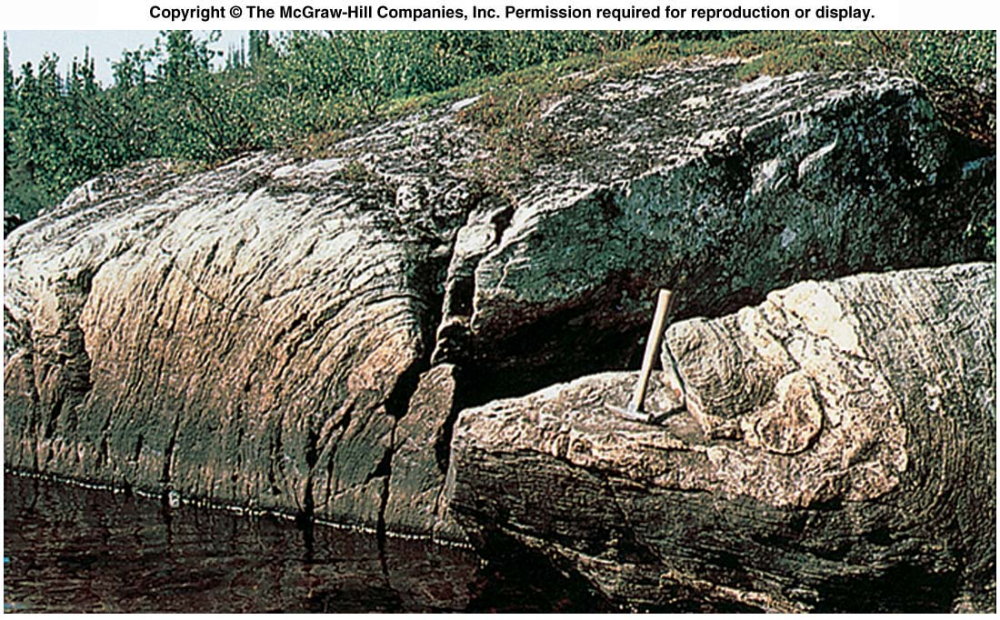 Copyright © The McGraw-Hill Companies, Inc. Permission required for reproduction or display.